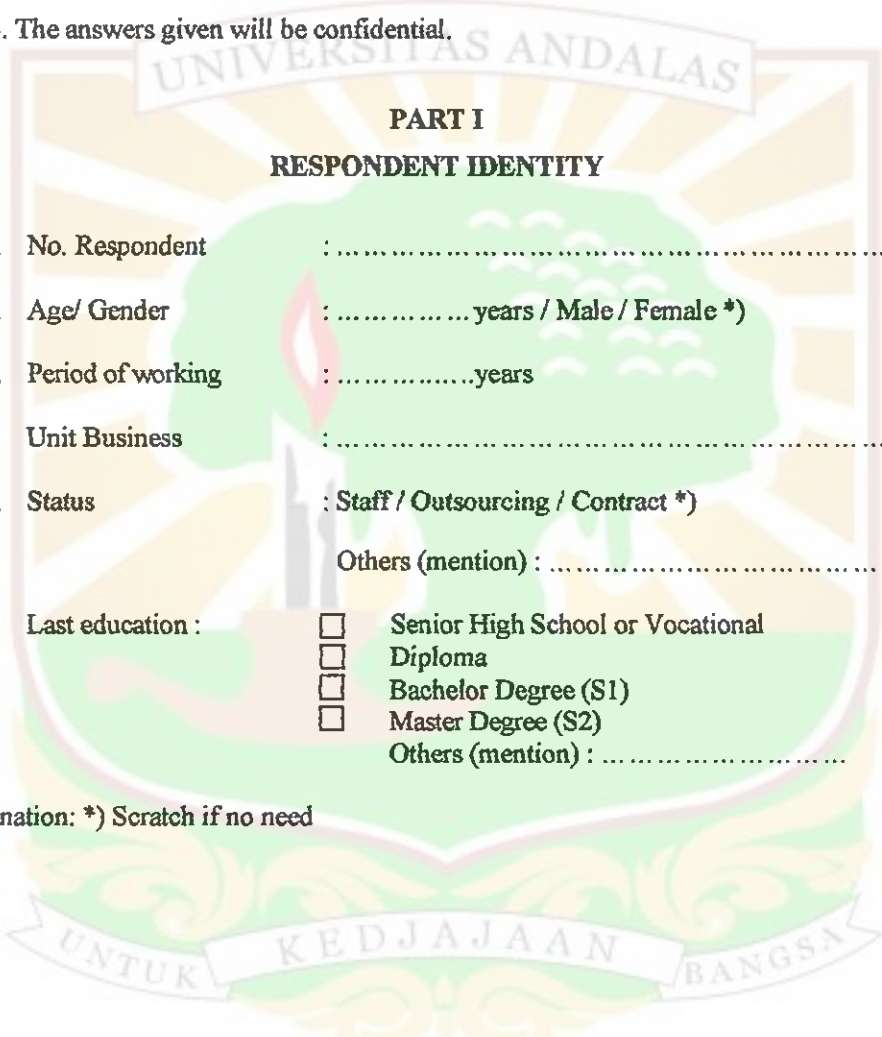 . The answers given will be confidential.
UNIVERSITAS ANDALAS
PART I
RESPONDENT IDENTITY
. No. Respondent : ................................................
. Age/ Gender : ...............years / Male / Female *)
. Period of working : ...............years
Unit Business : ................................................
. Status : Staff / Outsourcing / Contract *)
Others (mention) : ....................................
Last education : ☐ Senior High School or Vocational
☐ Diploma
☐ Bachelor Degree (S1)
☐ Master Degree (S2)
Others (mention) : ...........................
nation: *) Scratch if no need
UNTUK KEDJAJAAN BANGSA